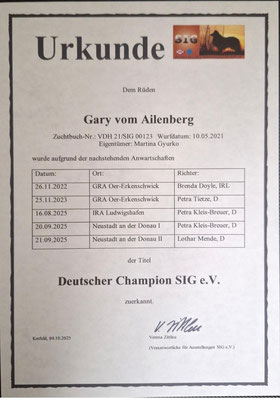 Urkunde
SIG
Dem Rüden
Gary vom Ailenberg
Zuchtbuch-Nr.: VDH 21/SIG 00123 Wurfdatum: 10.05.2021
Eigentümer: Martina Gyurko
wurde aufgrund der nachstehenden Anwartschaften
Datum: Ort: Richter:
26.11.2022 GRA Oer-Erkenschwick Brenda Doyle, IRL
25.11.2023 GRA Oer-Erkenschwick Petra Tietze, D
16.08.2025 IRA Ludwigshafen Petra Kleis-Breuer, D
20.09.2025 Neustadt an der Donau I Petra Kleis-Breuer, D
21.09.2025 Neustadt an der Donau II Lothar Mende, D
der Titel
Deutscher Champion SIG e.V.
zuerkannt.
04.10.2025